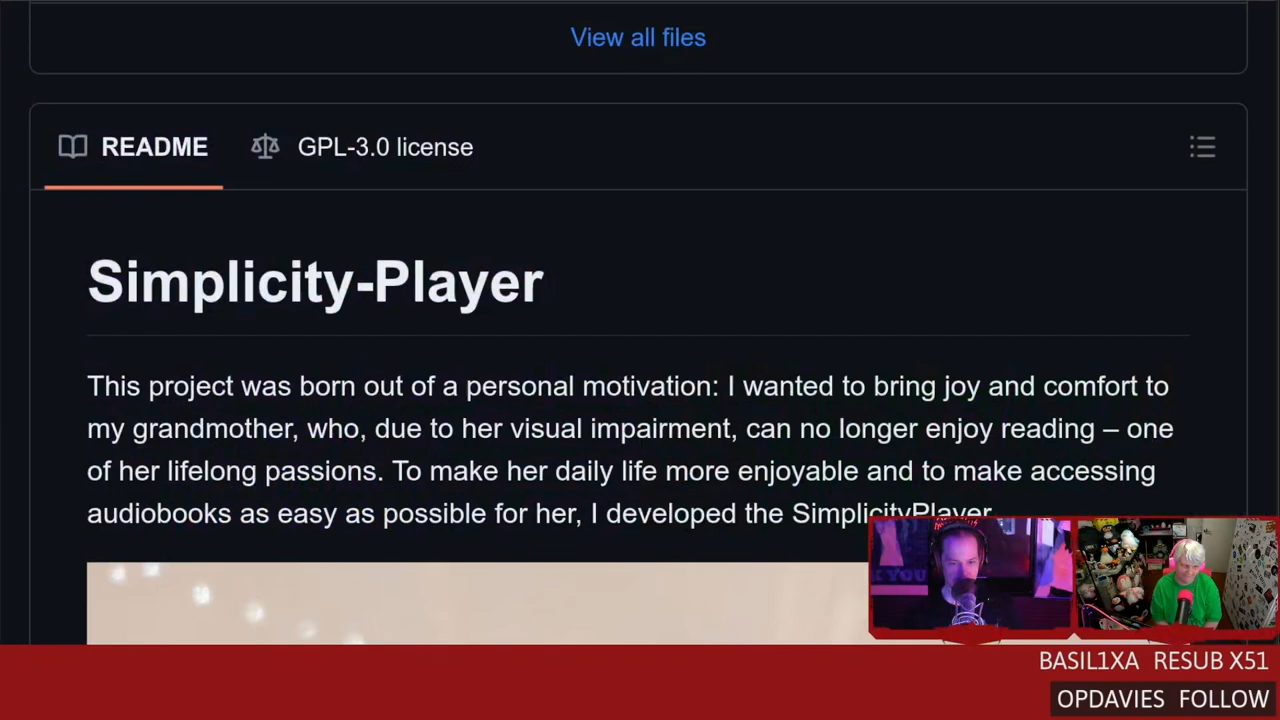 View all files
README
GPL-3.0 license
Simplicity-Player
This project was born out of a personal motivation: I wanted to bring joy and comfort to
my grandmother, who, due to her visual impairment, can no longer enjoy reading – one
of her lifelong passions. To make her daily life more enjoyable and to make accessing
audiobooks as easy as possible for her, I developed the SimplicityPlayer.
YOU
BASIL1XA RESUB X51
OPDAVIES FOLLOW